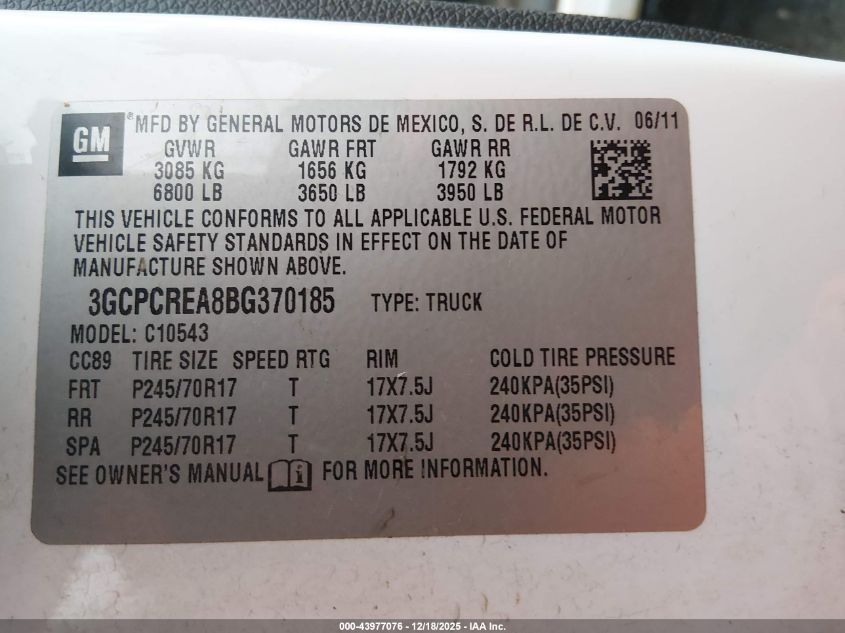 GM ®MFD BY GENERAL MOTORS DE MEXICO, S. DE R.L. DE C.V. 06/11
GVWR GAWR FRT GAWR RR
3085 KG 1656 KG 1792 KG
6800 LB 3650 LB 3950 LB
THIS VEHICLE CONFORMS TO ALL APPLICABLE U.S. FEDERAL MOTOR
VEHICLE SAFETY STANDARDS IN EFFECT ON THE DATE OF
MANUFACTURE SHOWN ABOVE.
3GCPCREA8BG370185 TYPE: TRUCK
MODEL: C10543
CC89 TIRE SIZE SPEED RTG RIM COLD TIRE PRESSURE
FRT P245/70R17 T 17X7.5J 240KPA(35PSI)
RR P245/70R17 T 17X7.5J 240KPA(35PSI)
SPA P245/70R17 T 17X7.5J 240KPA(35PSI)
SEE OWNER'S MANUAL i FOR MORE INFORMATION.
000-43977076 - 12/18/2025 - IAA Inc.